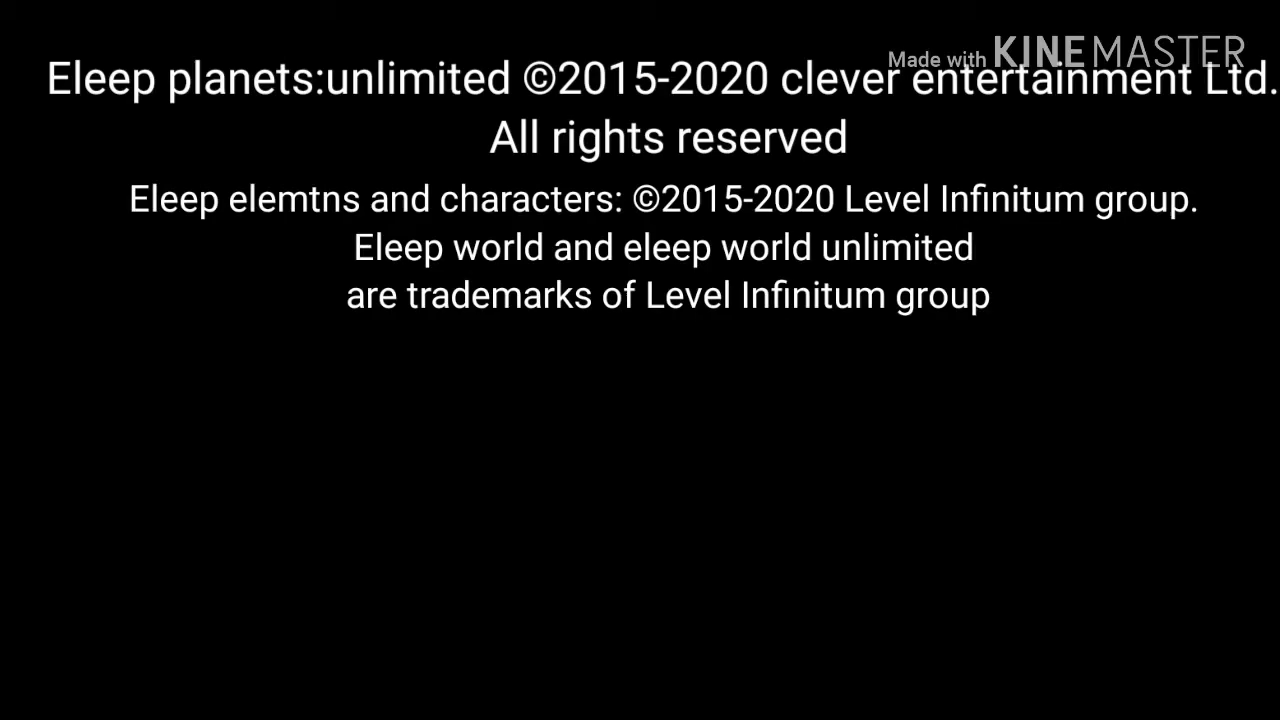 Made with KINEMASTER
Eleep planets:unlimited ©2015-2020 clever entertainment Ltd.
All rights reserved
Eleep elemtns and characters: ©2015-2020 Level Infinitum group.
Eleep world and eleep world unlimited
are trademarks of Level Infinitum group